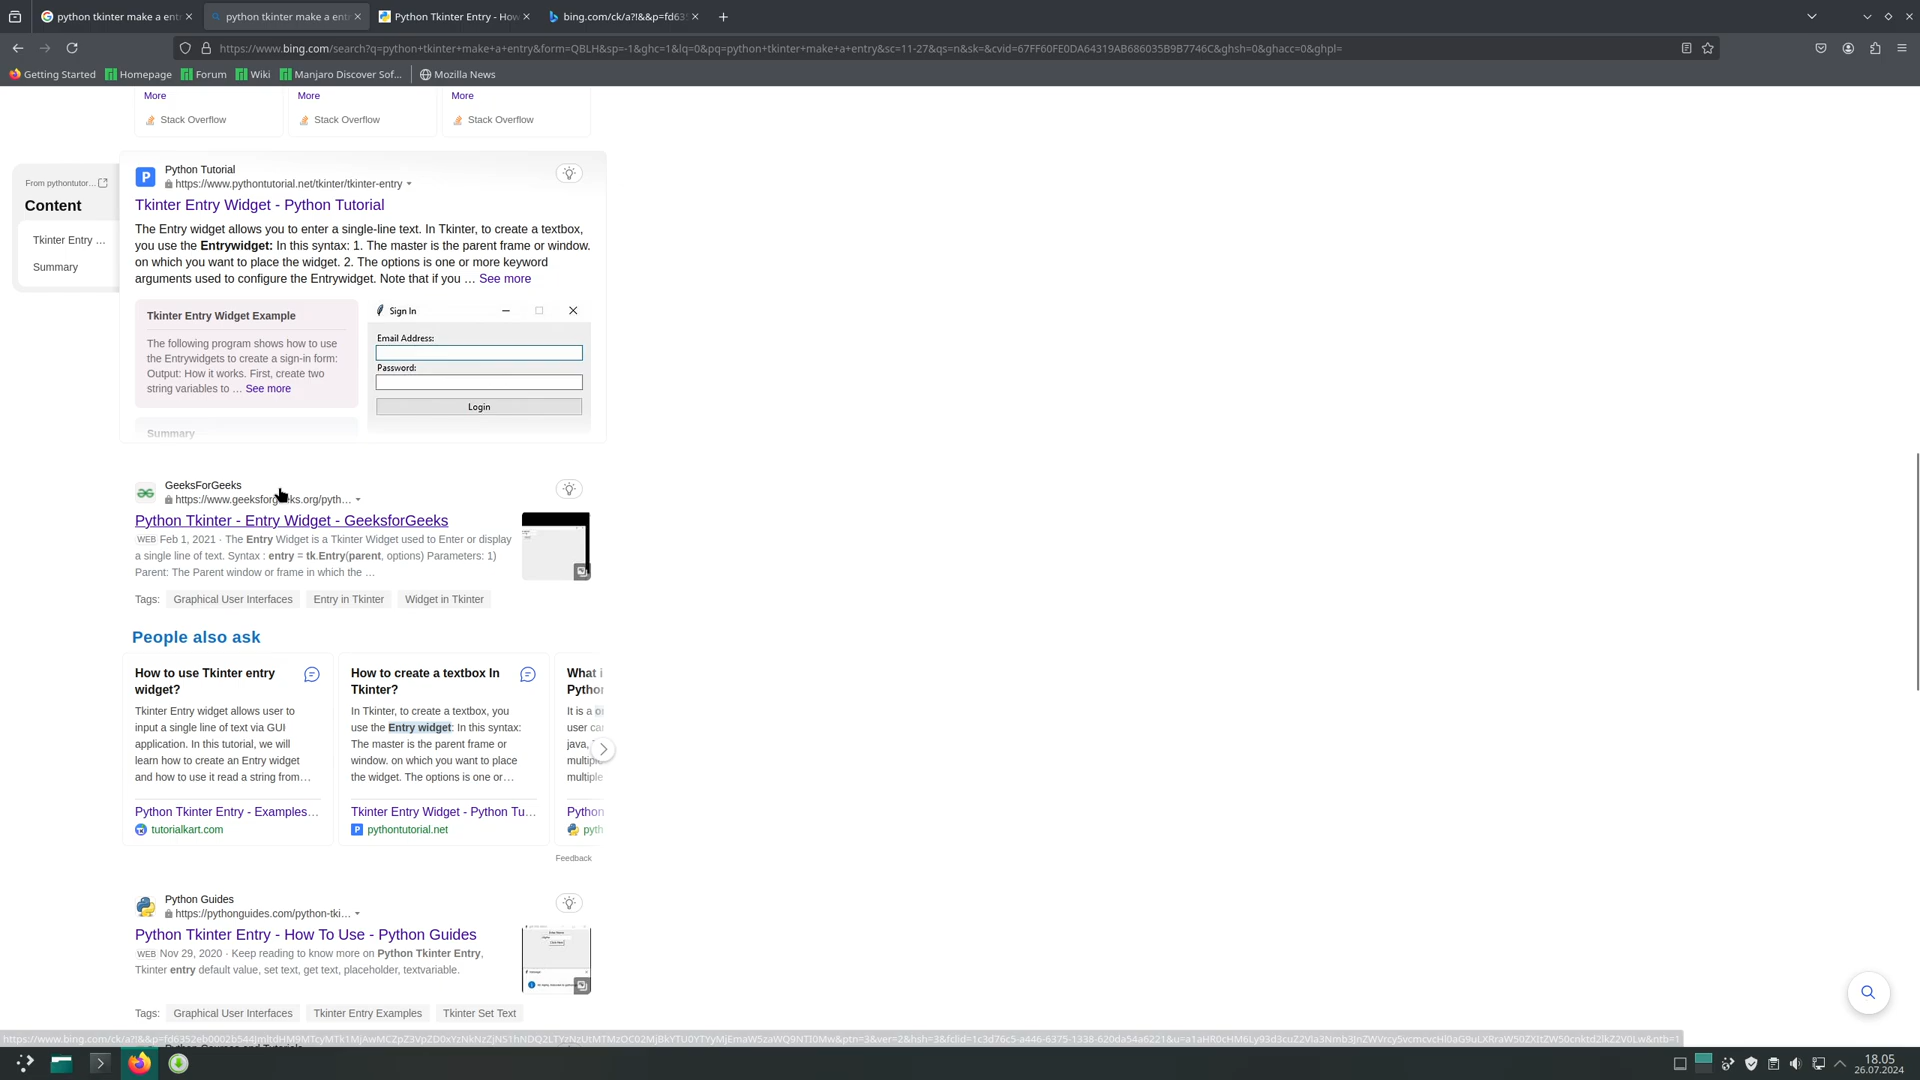 python tkinter make a ent
python tkinter make a ent
Python Tkinter Entry - How
bing.com/ck/a?!&&p=fd63
https://www.bing.com/search?q=python+tkinter+make+a+entry&form=QBLH&sp=-1&ghc=1&lq=0&pq=python+tkinter+make+a+entry&sc=11-27&qs=n&sk=&cvid=67FF60FE0DA64319AB686035B9B7746C&ghsh=0&ghacc=0&ghpl=
Getting Started
Homepage
Forum
Wiki
Manjaro Discover Sof...
Mozilla News
More
More
More
Stack Overflow
Stack Overflow
Stack Overflow
From pythontutor...
Content
Tkinter Entry ...
Summary
Python Tutorial
https://www.pythontutorial.net/tkinter/tkinter-entry
Tkinter Entry Widget - Python Tutorial
The Entry widget allows you to enter a single-line text. In Tkinter, to create a textbox,
you use the Entrywidget: In this syntax: 1. The master is the parent frame or window.
on which you want to place the widget. 2. The options is one or more keyword
arguments used to configure the Entrywidget. Note that if you … See more
Tkinter Entry Widget Example
The following program shows how to use
the Entrywidgets to create a sign-in form:
Output: How it works. First, create two
string variables to … See more
Summary
Sign In
Email Address:
Password:
Login
GeeksForGeeks
https://www.geeksforgeeks.org/pyth…
Python Tkinter - Entry Widget - GeeksforGeeks
WEB Feb 1, 2021 · The Entry Widget is a Tkinter Widget used to Enter or display
a single line of text. Syntax : entry = tk.Entry(parent, options) Parameters: 1)
Parent: The Parent window or frame in which the …
Tags: Graphical User Interfaces Entry in Tkinter Widget in Tkinter
People also ask
How to use Tkinter entry
widget?
Tkinter Entry widget allows user to
input a single line of text via GUI
application. In this tutorial, we will
learn how to create an Entry widget
and how to use it read a string from…
Python Tkinter Entry - Examples…
tutorialkart.com
How to create a textbox In
Tkinter?
In Tkinter, to create a textbox, you
use the Entry widget: In this syntax:
The master is the parent frame or
window. on which you want to place
the widget. The options is one or…
Tkinter Entry Widget - Python Tu…
pythontutorial.net
What i
Python
It is a
user ca
java,
multiple
multiple
Python
pyth
Feedback
Python Guides
https://pythonguides.com/python-tki…
Python Tkinter Entry - How To Use - Python Guides
WEB Nov 29, 2020 · Keep reading to know more on Python Tkinter Entry,
Tkinter entry default value, set text, get text, placeholder, textvariable.
Tags: Graphical User Interfaces Tkinter Entry Examples Tkinter Set Text
18.05
26.07.2024